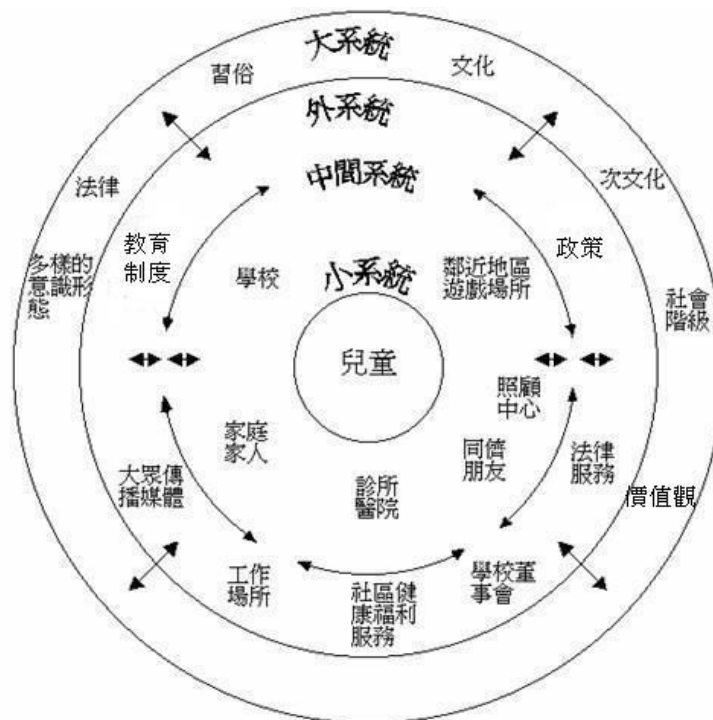 大系統
習俗
文化
外系統
中間系統
法律
次文化
教育
制度
政策
學校
小系統
鄰近地區
遊戲場所
多樣的
意識形
態
社會
階級
兒童
照顧
中心
家庭
家人
同儕
朋友
法律
服務
大眾傳
播媒體
診所
醫院
價值觀
工作
場所
社區健
康福利
服務
學校董
事會